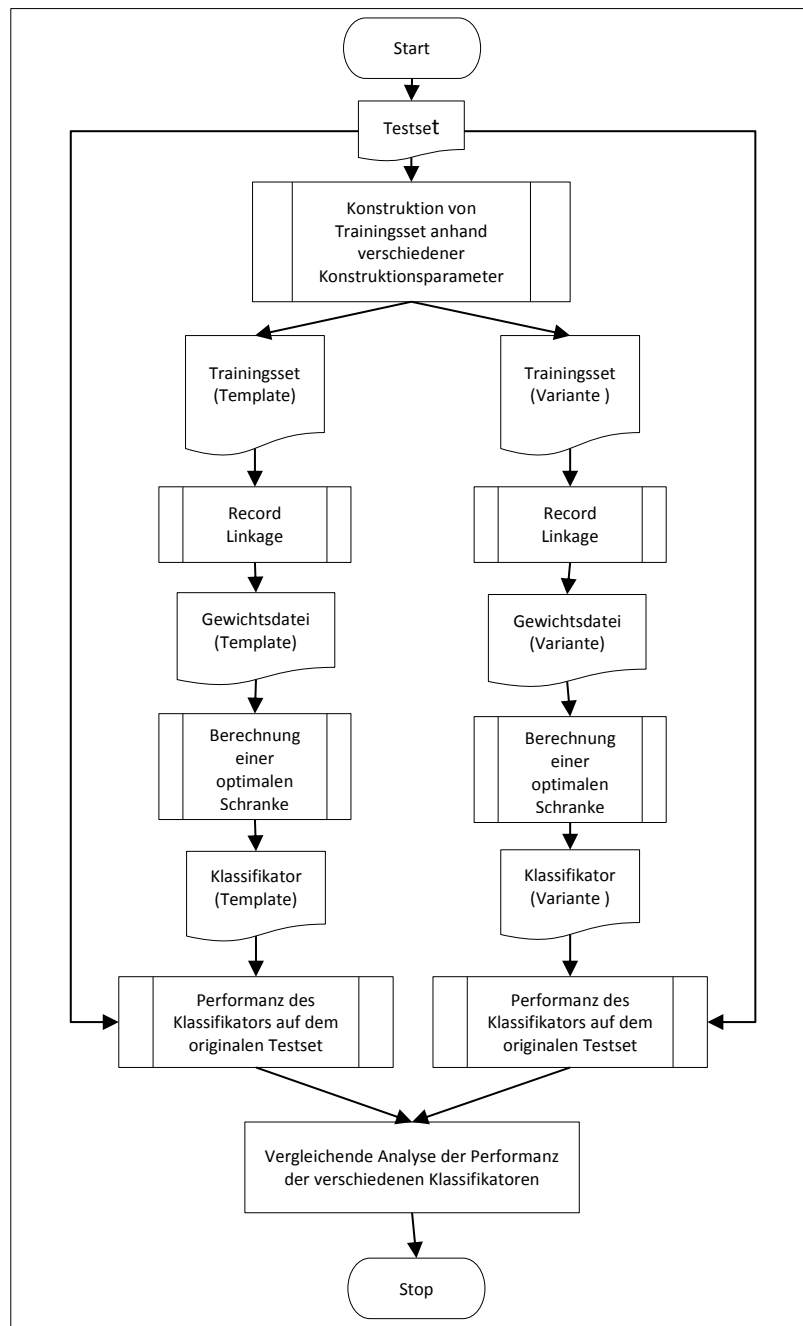 Start
Testset
Konstruktion von
Trainingsset anhand
verschiedener
Konstruktionsparameter
Trainingsset
(Template)
Trainingsset
(Variante )
Record
Linkage
Record
Linkage
Gewichtsdatei
(Template)
Gewichtsdatei
(Variante)
Berechnung
einer
optimalen
Schranke
Berechnung
einer
optimalen
Schranke
Klassifikator
(Template)
Klassifikator
(Variante )
Performanz des
Klassifikators auf dem
originalen Testset
Performanz des
Klassifikators auf dem
originalen Testset
Vergleichende Analyse der Performanz
der verschiedenen Klassifikatoren
Stop